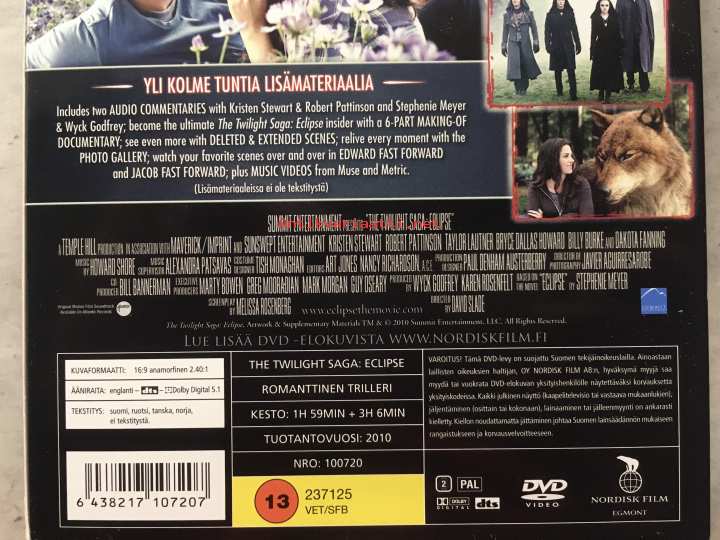 YLI KOLME TUNTIA LISÄMATERIAALIA
Includes two AUDIO COMMENTARIES with Kristen Stewart & Robert Pattinson and Stephenie Meyer
& Wyck Godfrey; become the ultimate The Twilight Saga: Eclipse insider with a 6-PART MAKING-OF
DOCUMENTARY; see even more with DELETED & EXTENDED SCENES; relive every moment with the
PHOTO GALLERY; watch your favorite scenes over and over in EDWARD FAST FORWARD
and JACOB FAST FORWARD; plus MUSIC VIDEOS from Muse and Metric.
(Lisämateriaaleissa ei ole tekstitystä)
SUMMIT ENTERTAINMENT PRESENTS "THE TWILIGHT SAGA: ECLIPSE"
A TEMPLE HILL PRODUCTION IN ASSOCIATION WITH MAVERICK/IMPRINT AND SUNSWEPT ENTERTAINMENT KRISTEN STEWART ROBERT PATTINSON TAYLOR LAUTNER BRYCE DALLAS HOWARD BILLY BURKE AND DAKOTA FANNING
MUSIC BY HOWARD SHORE MUSIC SUPERVISOR ALEXANDRA PATSAVAS COSTUME DESIGNER TISH MONAGHAN EDITORS ART JONES NANCY RICHARDSON, A.C.E. PRODUCTION DESIGNER PAUL DENHAM AUSTERBERRY DIRECTOR OF PHOTOGRAPHY JAVIER AGUIRRESAROBE
CO PRODUCER BILL BANNERMAN EXECUTIVE PRODUCERS MARTY BOWEN GREG MOORADIAN MARK MORGAN GUY OSEARY PRODUCED BY WYCK GODFREY KAREN ROSENFELT BASED ON THE NOVEL "ECLIPSE" BY STEPHENIE MEYER
SCREENPLAY BY MELISSA ROSENBERG www.eclipsethemovie.com DIRECTED BY DAVID SLADE
Original Motion Picture Soundtrack
Available On Atlantic Records
The Twilight Saga: Eclipse, Artwork & Supplementary Materials TM & © 2010 Summit Entertainment, LLC. All Rights Reserved.
LUE LISÄÄ DVD -ELOKUVISTA WWW.NORDISKFILM.FI
KUVAFORMAATTI: 16:9 anamorfinen 2.40:1
ÄÄNIRAITA: englanti – dts – Dolby Digital 5.1
TEKSTITYS: suomi, ruotsi, tanska, norja,
ei tekstitystä.
THE TWILIGHT SAGA: ECLIPSE
ROMANTTINEN TRILLERI
KESTO: 1H 59MIN + 3H 6MIN
TUOTANTOVUOSI: 2010
NRO: 100720
VAROITUS! Tämä DVD-levy on suojattu Suomen tekijäinoikeuslailla. Ainoastaan
laillisten oikeuksien haltijan, OY NORDISK FILM AB:n, hyväksymä myyjä saa
myydä tai vuokrata DVD-elokuvan yksityishenkilölle näytettäväksi korvauksetta
yksityiskodeissa. Kaikki julkinen näyttö (kaapelitelevisio tai vastaava mukaanlukien),
jäljentäminen (osittain tai kokonaan), lainaaminen tai jälleenmyynti on ankarasti
kielletty. Kiellon noudattamatta jättäminen johtaa Suomen lainsäädännön mukaiseen
rangaistukseen ja korvausvelvoitteeseen.
6 438217 107207
13
237125
VET/SFB
2 PAL
DOLBY DIGITAL dts
DVD
VIDEO
NORDISK FILM
EGMONT